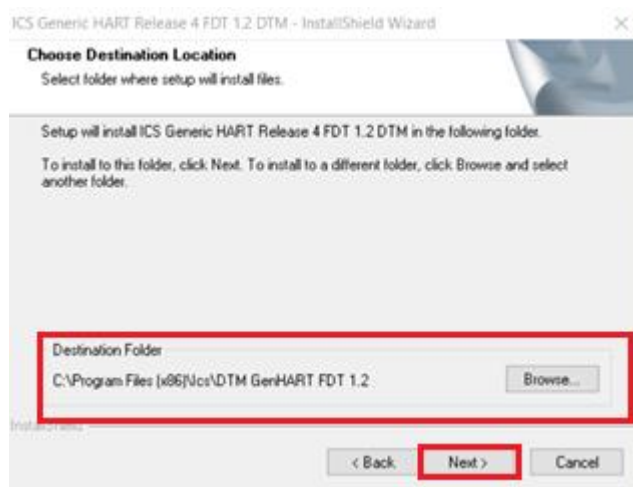 ICS Generic HART Release 4 FDT 1.2 DTM - InstallShield Wizard
Choose Destination Location
Select folder where setup will install files.
Setup will install ICS Generic HART Release 4 FDT 1.2 DTM in the following folder.
To install to this folder, click Next. To install to a different folder, click Browse and select
another folder.
Destination Folder
C:\Program Files (x86)\Ics\DTM GenHART FDT 1.2
Browse...
InstallShield
< Back
Next >
Cancel